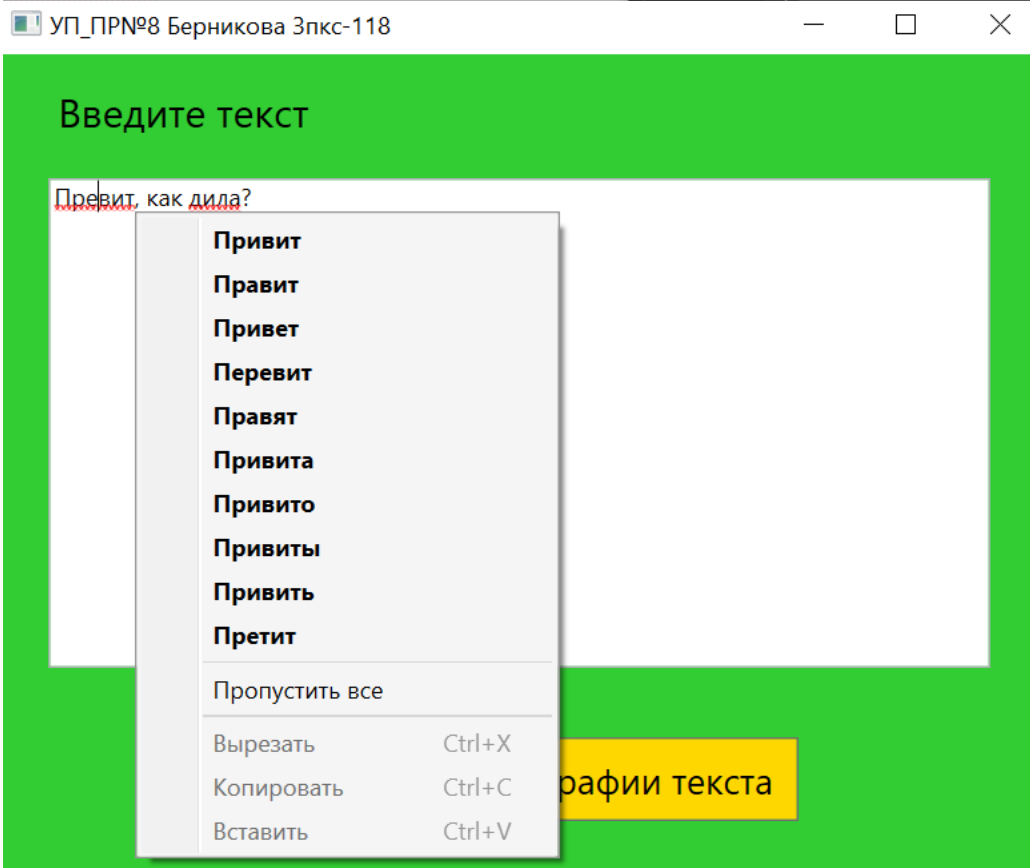 УП_ПР№8 Берникова 3пкс-118
Введите текст
Превит, как дила?
Привит
Правит
Привет
Перевит
Правят
Привита
Привито
Привиты
Привить
Претит
Пропустить все
Вырезать Ctrl+X
Копировать Ctrl+C
Вставить Ctrl+V
текста